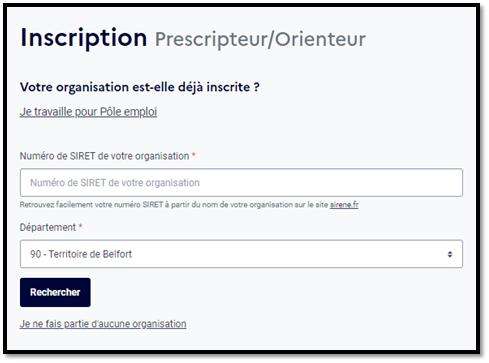 Inscription Prescripteur/Orienteur
Votre organisation est-elle déjà inscrite ?
Je travaille pour Pôle emploi
Numéro de SIRET de votre organisation *
Numéro de SIRET de votre organisation
Retrouvez facilement votre numéro SIRET à partir du nom de votre organisation sur le site sirene.fr
Département *
90 - Territoire de Belfort
Rechercher
Je ne fais partie d'aucune organisation